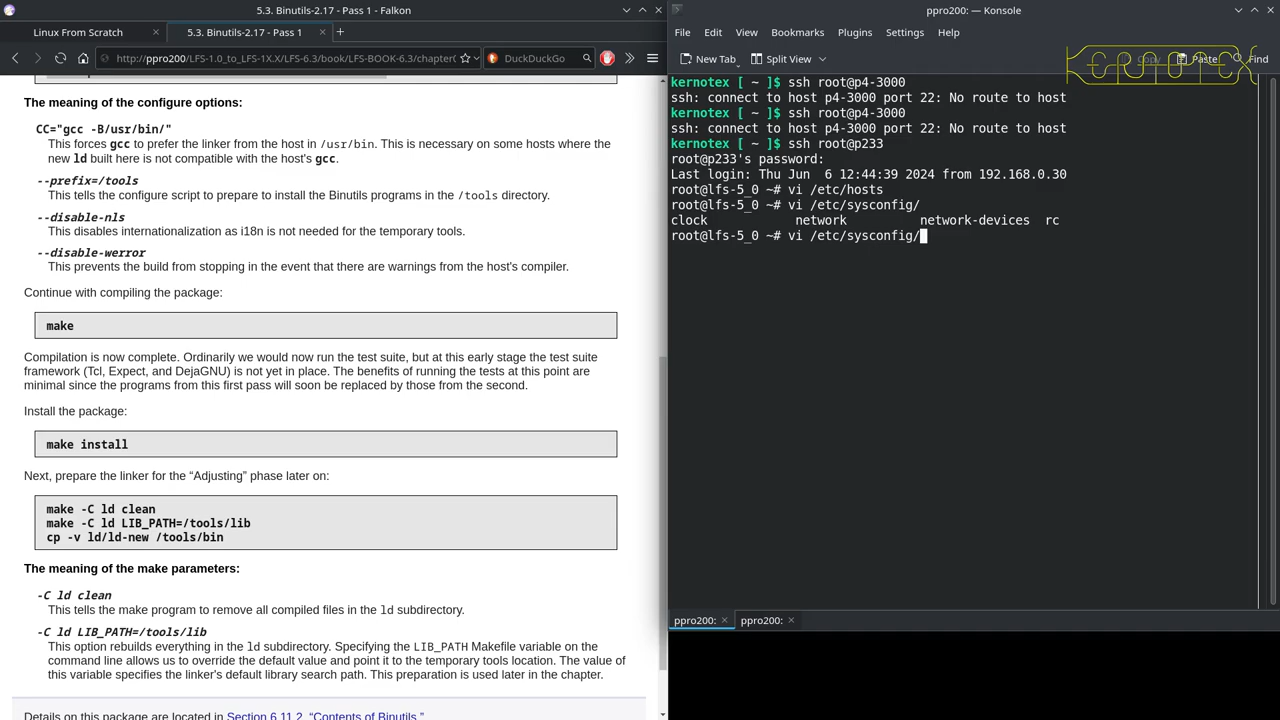 5.3. Binutils-2.17 - Pass 1 - Falkon
Linux From Scratch
5.3. Binutils-2.17 - Pass 1
http://ppro200/LFS-1.0_to_LFS-1X.X/LFS-6.3/book/LFS-BOOK-6.3/chapter(
DuckDuckGo
The meaning of the configure options:
CC="gcc -B/usr/bin/"
This forces gcc to prefer the linker from the host in /usr/bin. This is necessary on some hosts where the
new ld built here is not compatible with the host's gcc.
--prefix=/tools
This tells the configure script to prepare to install the Binutils programs in the /tools directory.
--disable-nls
This disables internationalization as i18n is not needed for the temporary tools.
--disable-werror
This prevents the build from stopping in the event that there are warnings from the host's compiler.
Continue with compiling the package:
make
Compilation is now complete. Ordinarily we would now run the test suite, but at this early stage the test suite
framework (Tcl, Expect, and DejaGNU) is not yet in place. The benefits of running the tests at this point are
minimal since the programs from this first pass will soon be replaced by those from the second.
Install the package:
make install
Next, prepare the linker for the “Adjusting” phase later on:
make -C ld clean
make -C ld LIB_PATH=/tools/lib
cp -v ld/ld-new /tools/bin
The meaning of the make parameters:
-C ld clean
This tells the make program to remove all compiled files in the ld subdirectory.
-C ld LIB_PATH=/tools/lib
This option rebuilds everything in the ld subdirectory. Specifying the LIB_PATH Makefile variable on the
command line allows us to override the default value and point it to the temporary tools location. The value of
this variable specifies the linker's default library search path. This preparation is used later in the chapter.
Details on this package are located in Section 6.11.2, “Contents of Binutils.”
ppro200: — Konsole
File Edit View Bookmarks Plugins Settings Help
New Tab Split View Copy Paste Find
KERNOTEX
kernotex [ ~ ]$ ssh root@p4-3000
ssh: connect to host p4-3000 port 22: No route to host
kernotex [ ~ ]$ ssh root@p4-3000
ssh: connect to host p4-3000 port 22: No route to host
kernotex [ ~ ]$ ssh root@p233
root@p233's password:
Last login: Thu Jun  6 12:44:39 2024 from 192.168.0.30
root@lfs-5_0 ~# vi /etc/hosts
root@lfs-5_0 ~# vi /etc/sysconfig/
clock network network-devices rc
root@lfs-5_0 ~# vi /etc/sysconfig/
ppro200: ppro200: